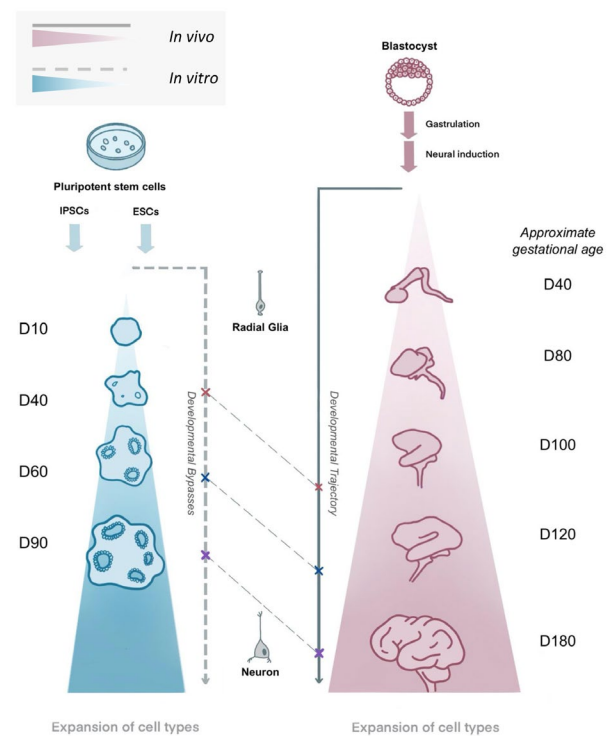 In vivo
In vitro
Blastocyst
Gastrulation
Neural induction
Pluripotent stem cells
IPSCs
ESCs
Approximate
gestational age
D40
D80
D100
D120
D180
Radial Glia
D10
D40
D60
D90
Developmental Bypasses
Developmental Trajectory
Neuron
Expansion of cell types
Expansion of cell types